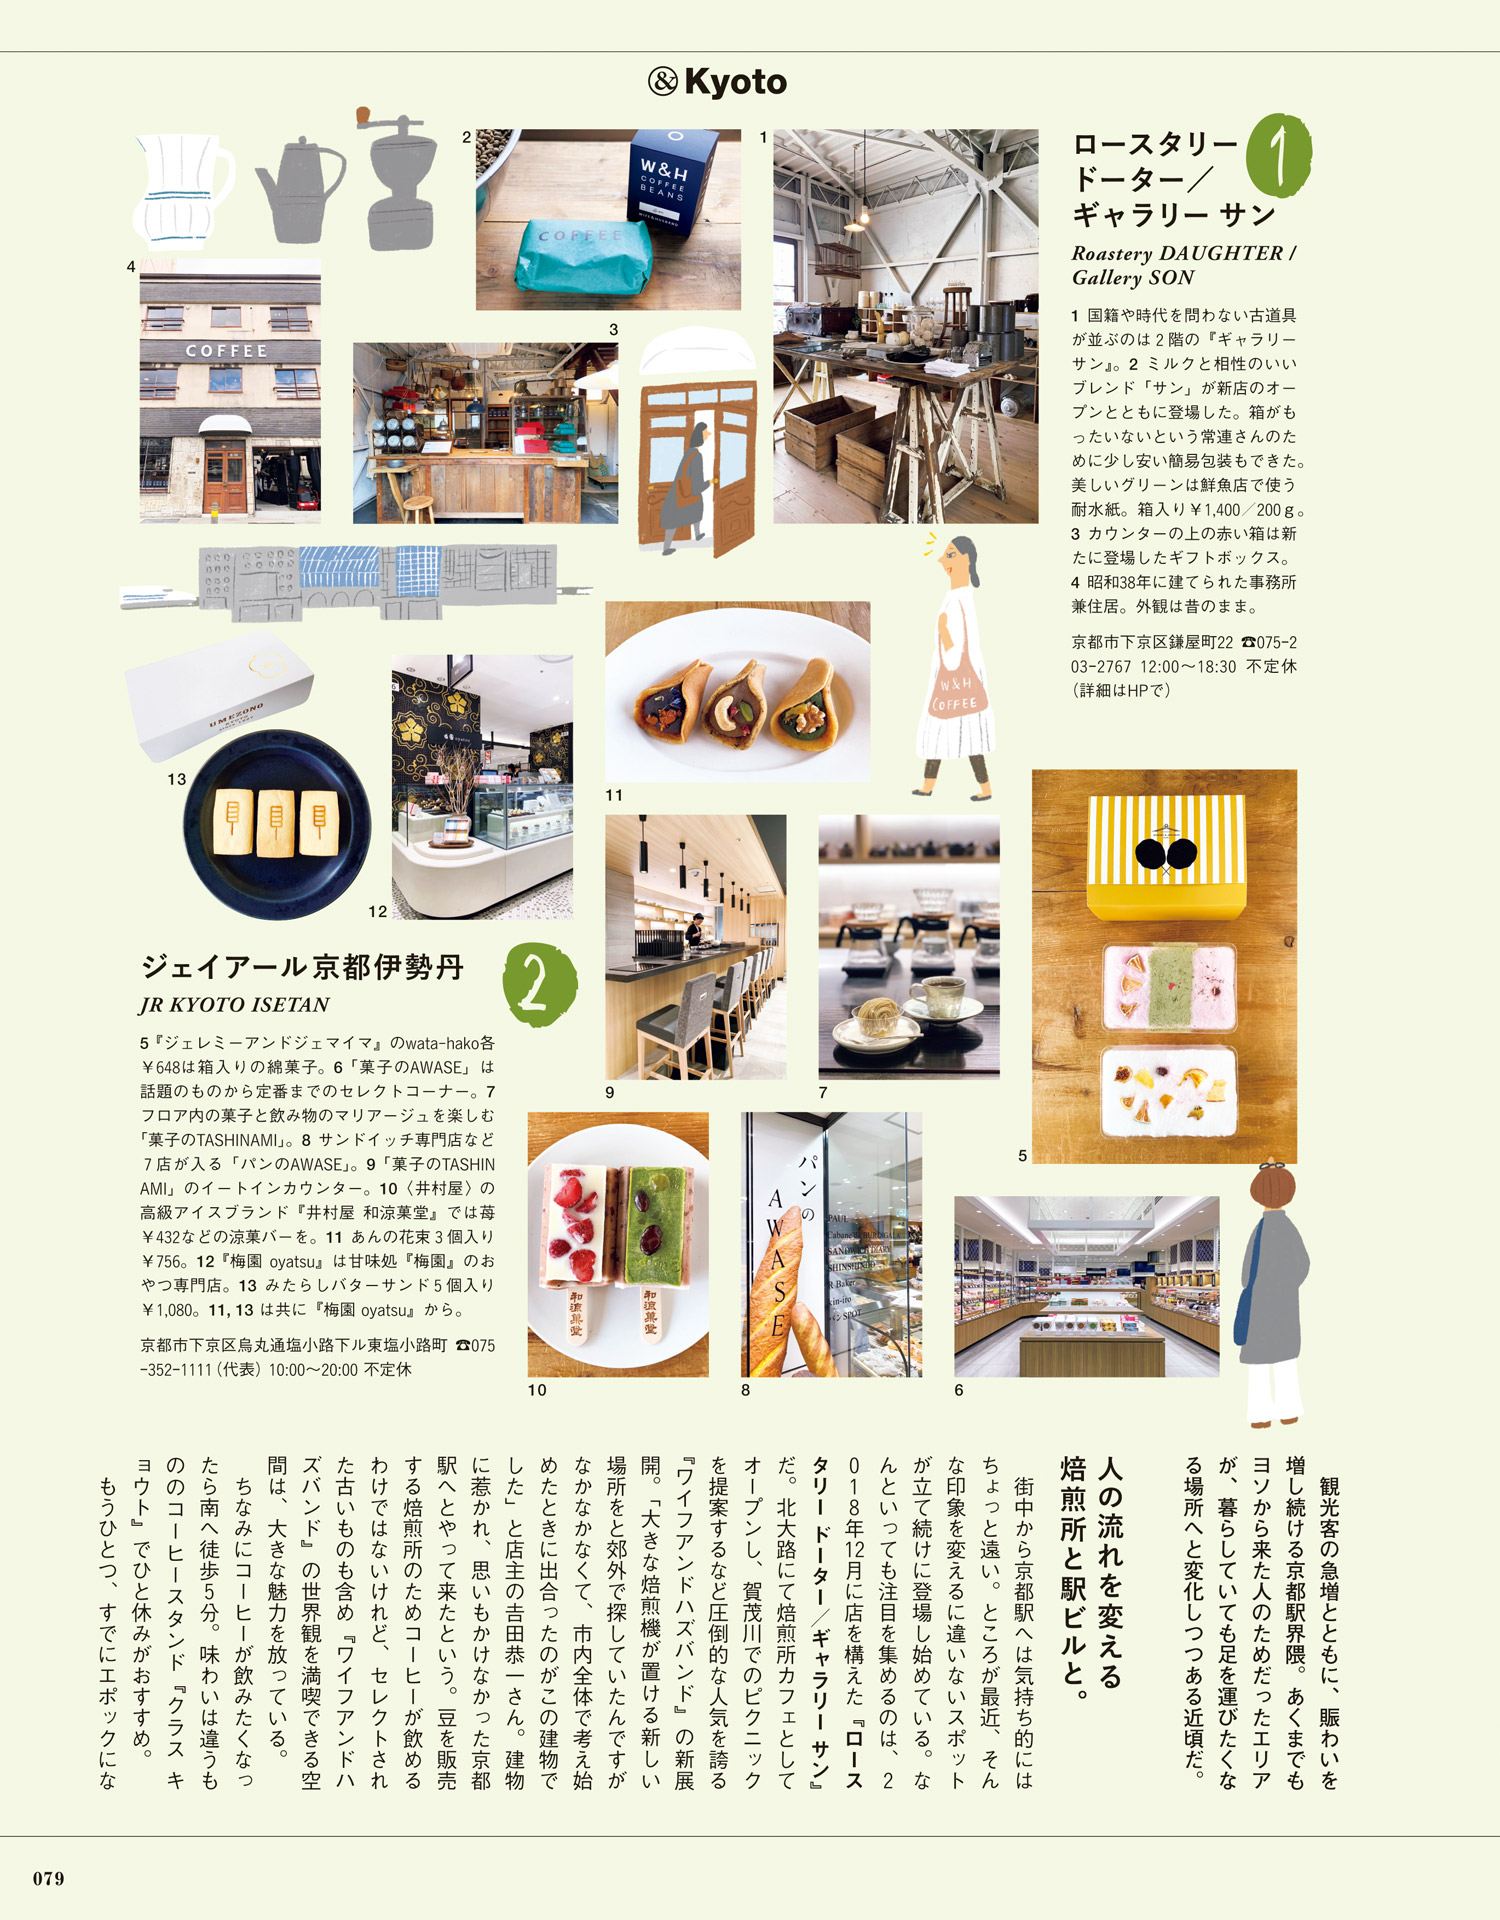 &Kyoto
1
ロースタリー
ドーター／
ギャラリー サン
Roastery DAUGHTER /
Gallery SON
1 国籍や時代を問わない古道具
が並ぶのは２階の『ギャラリー
サン』。2 ミルクと相性のいい
ブレンド「サン」が新店のオー
プンとともに登場した。箱がも
ったいないという常連さんのた
めに少し安い簡易包装もできた。
美しいグリーンは鮮魚店で使う
耐水紙。箱入り￥1,400／200ｇ。
3 カウンターの上の赤い箱は新
たに登場したギフトボックス。
4 昭和38年に建てられた事務所
兼住居。外観は昔のまま。
京都市下京区鎌屋町22 ☎075-2
03-2767 12:00〜18:30 不定休
（詳細はHPで）
1
2
W&H
COFFEE
BEANS
COFFEE
3
4
COFFEE
W&H
COFFEE
UMEZONO
13
12
11
9
7
5
10
和涼菓堂
和涼菓堂
8
パンの
AWASE
PAUL
SANDWICH
SHINSHINDO
R Baker
kin-iro
パン SPOT
6
2
ジェイアール京都伊勢丹
JR KYOTO ISETAN
5『ジェレミーアンドジェマイマ』のwata-hako各
￥648は箱入りの綿菓子。6「菓子のAWASE」は
話題のものから定番までのセレクトコーナー。7
フロア内の菓子と飲み物のマリアージュを楽しむ
「菓子のTASHINAMI」。8 サンドイッチ専門店など
７店が入る「パンのAWASE」。9「菓子のTASHIN
AMI」のイートインカウンター。10〈井村屋〉の
高級アイスブランド『井村屋 和涼菓堂』では苺
￥432などの涼菓バーを。11 あんの花束３個入り
¥756。12『梅園 oyatsu』は甘味処『梅園』のお
やつ専門店。13 みたらしバターサンド５個入り
￥1,080。11, 13 は共に『梅園 oyatsu』から。
京都市下京区烏丸通塩小路下ル東塩小路町 ☎075
-352-1111（代表）10:00〜20:00 不定休
観光客の急増とともに、賑わいを
増し続ける京都駅界隈。あくまでも
ヨソから来た人のためだったエリア
が、暮らしていても足を運びたくな
る場所へと変化しつつある近頃だ。
人の流れを変える
焙煎所と駅ビルと。
街中から京都駅へは気持ち的には
ちょっと遠い。ところが最近、そん
な印象を変えるに違いないスポット
が立て続けに登場し始めている。な
んといっても注目を集めるのは、2
018年12月に店を構えた『ロース
タリー ドーター／ギャラリー サン』
だ。北大路にて焙煎所カフェとして
オープンし、賀茂川でのピクニック
を提案するなど圧倒的な人気を誇る
『ワイフアンドハズバンド』の新展
開。「大きな焙煎機が置ける新しい
場所をと郊外で探していたんですが
なかなかなくて、市内全体で考え始
めたときに出合ったのがこの建物で
した」と店主の吉田恭一さん。建物
に惹かれ、思いもかけなかった京都
駅へとやって来たという。豆を販売
する焙煎所のためコーヒーが飲める
わけではないけれど、セレクトされ
た古いものも含め『ワイフアンドハ
ズバンド』の世界観を満喫できる空
間は、大きな魅力を放っている。
ちなみにコーヒーが飲みたくなっ
たら南へ徒歩5分。味わいは違うも
ののコーヒースタンド『クラス キ
ョウト』でひと休みがおすすめ。
もうひとつ、すでにエポックにな
079